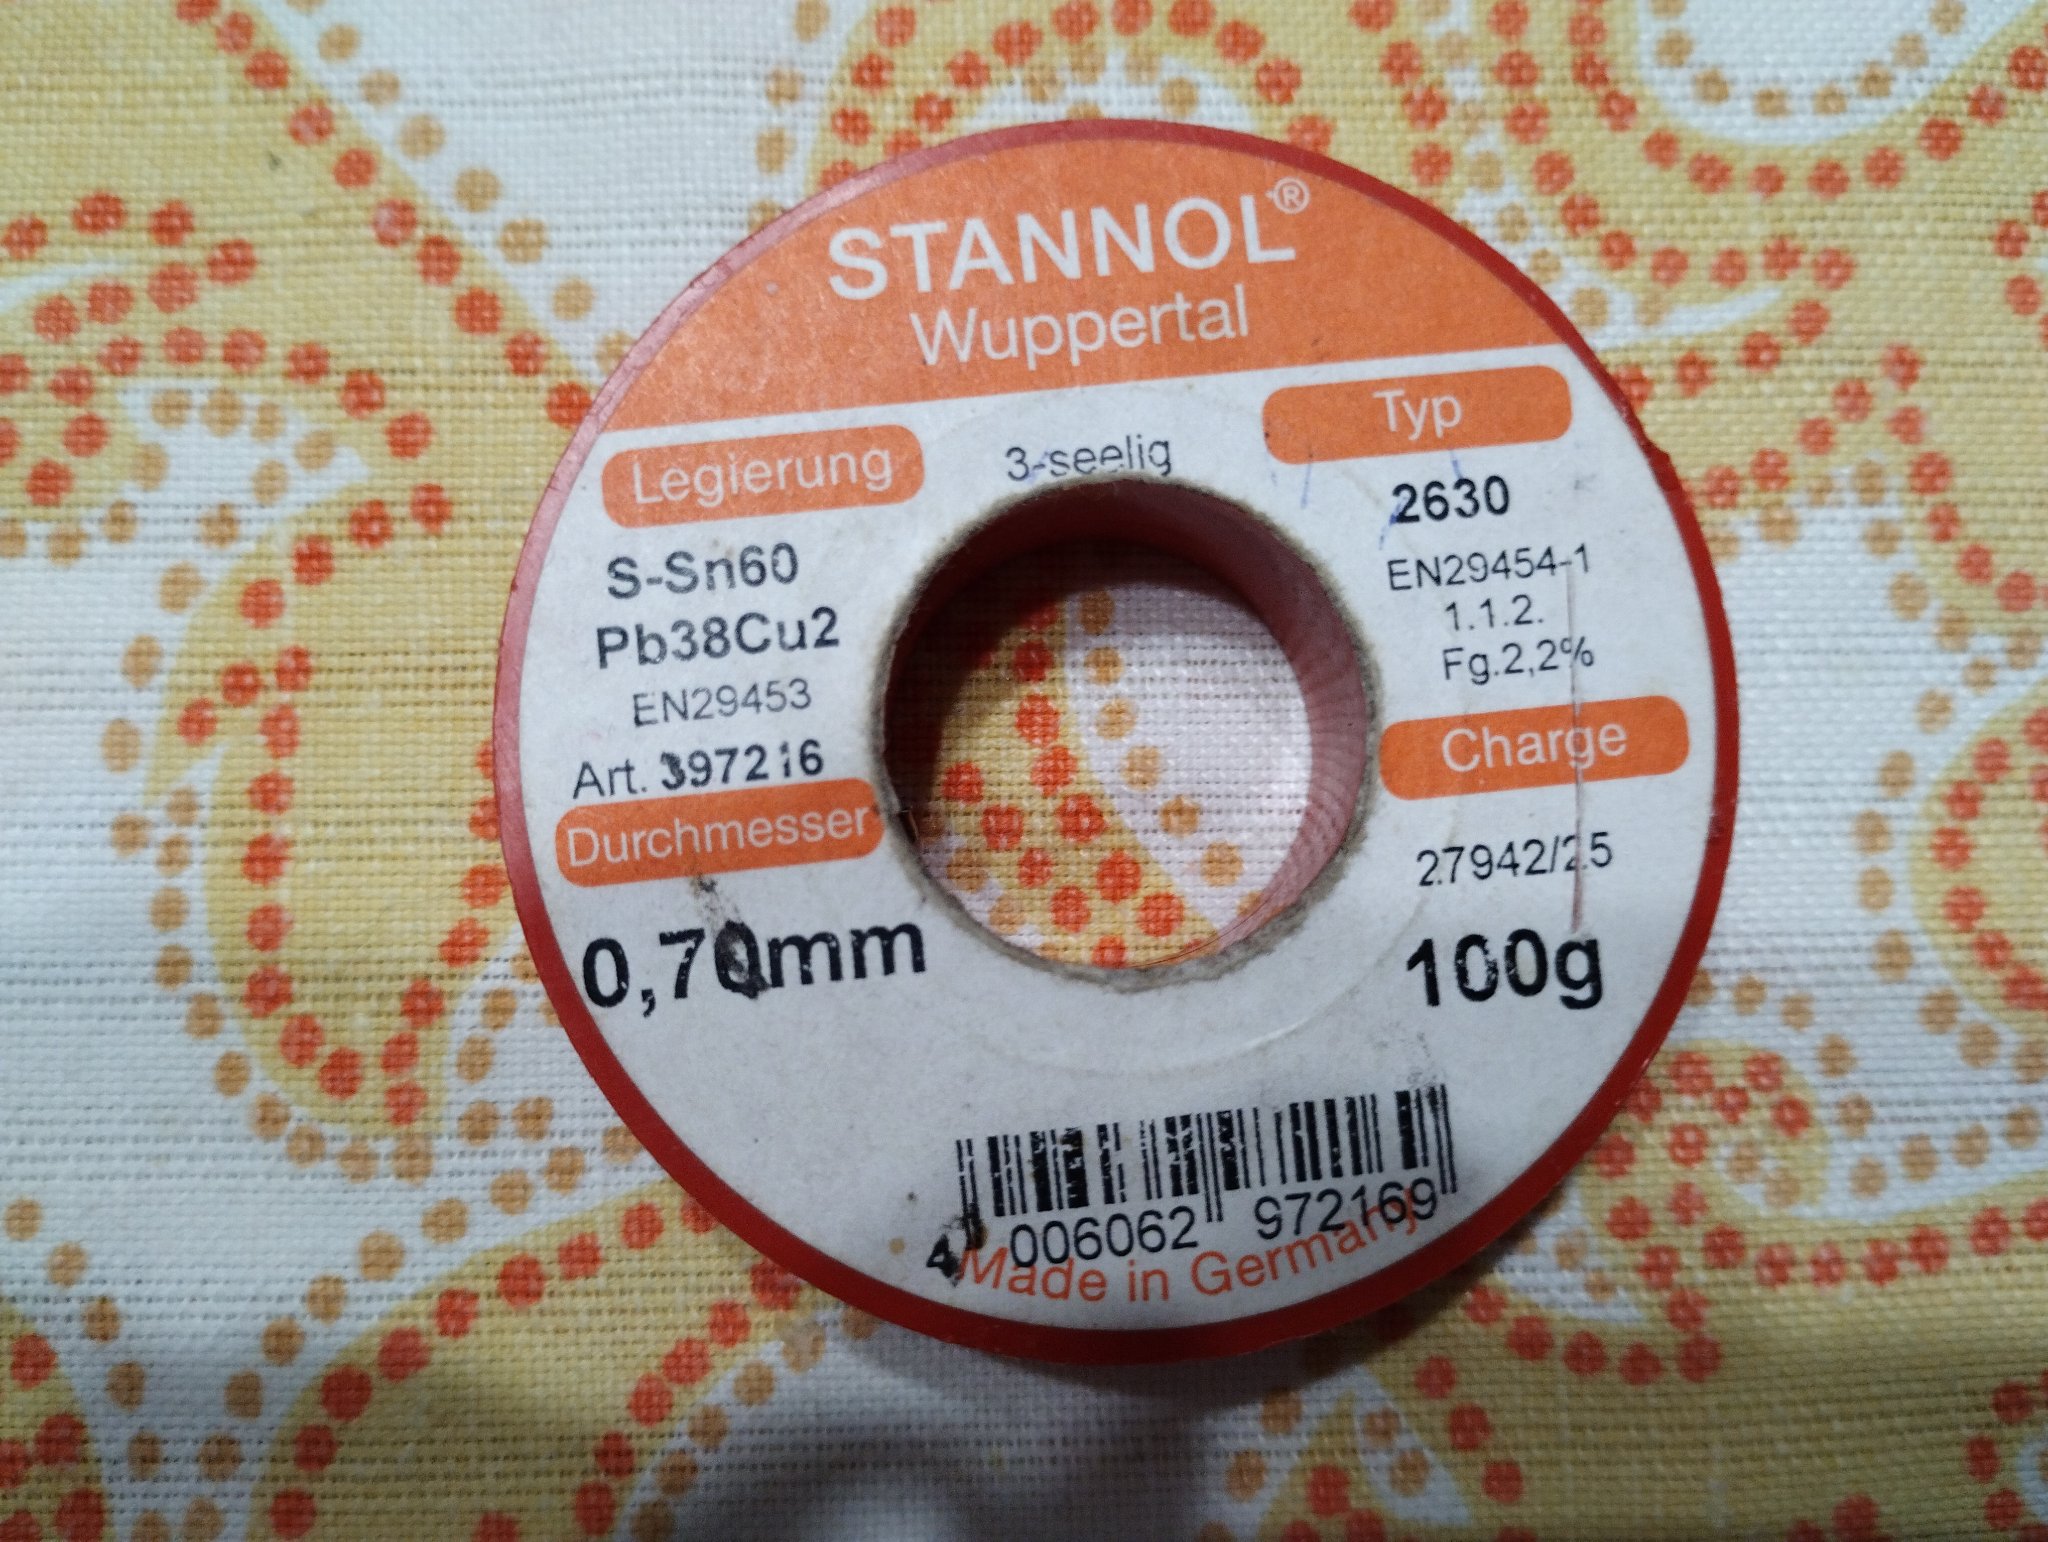 STANNOL®
Wuppertal
Legierung
3-seelig
Typ
S-Sn60
Pb38Cu2
EN29453
Art. 397216
2630
EN29454-1
1.1.2.
Fg.2,2%
Durchmesser
0,70mm
Charge
27942/25
100g
4 006062 972169
Made in Germany